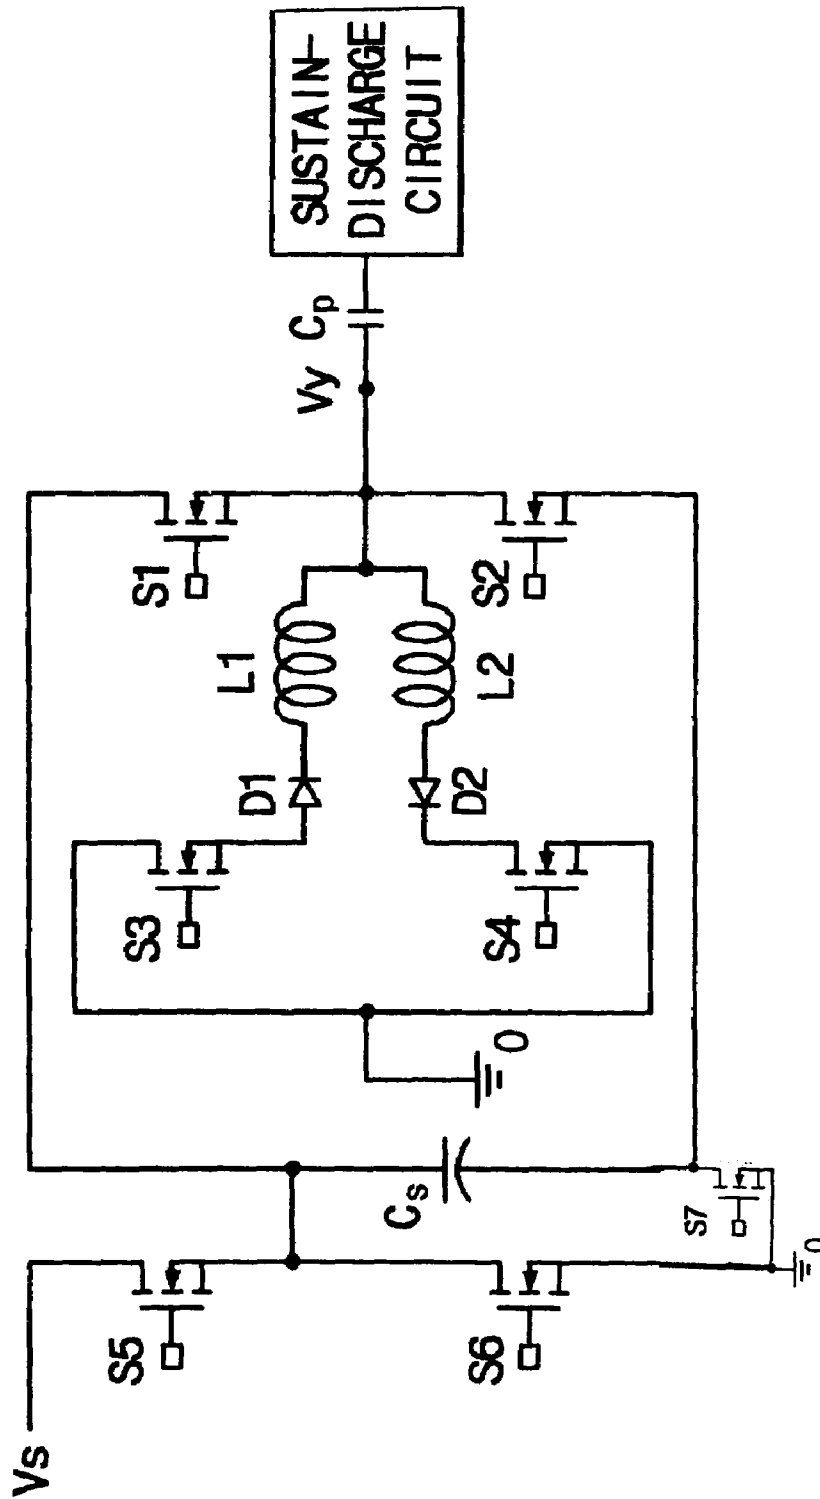 Vs
S5
S6
S7
0
Cs
0
S3
S4
D1
D2
L1
L2
S1
S2
Vy
Cp
SUSTAIN-
DISCHARGE
CIRCUIT